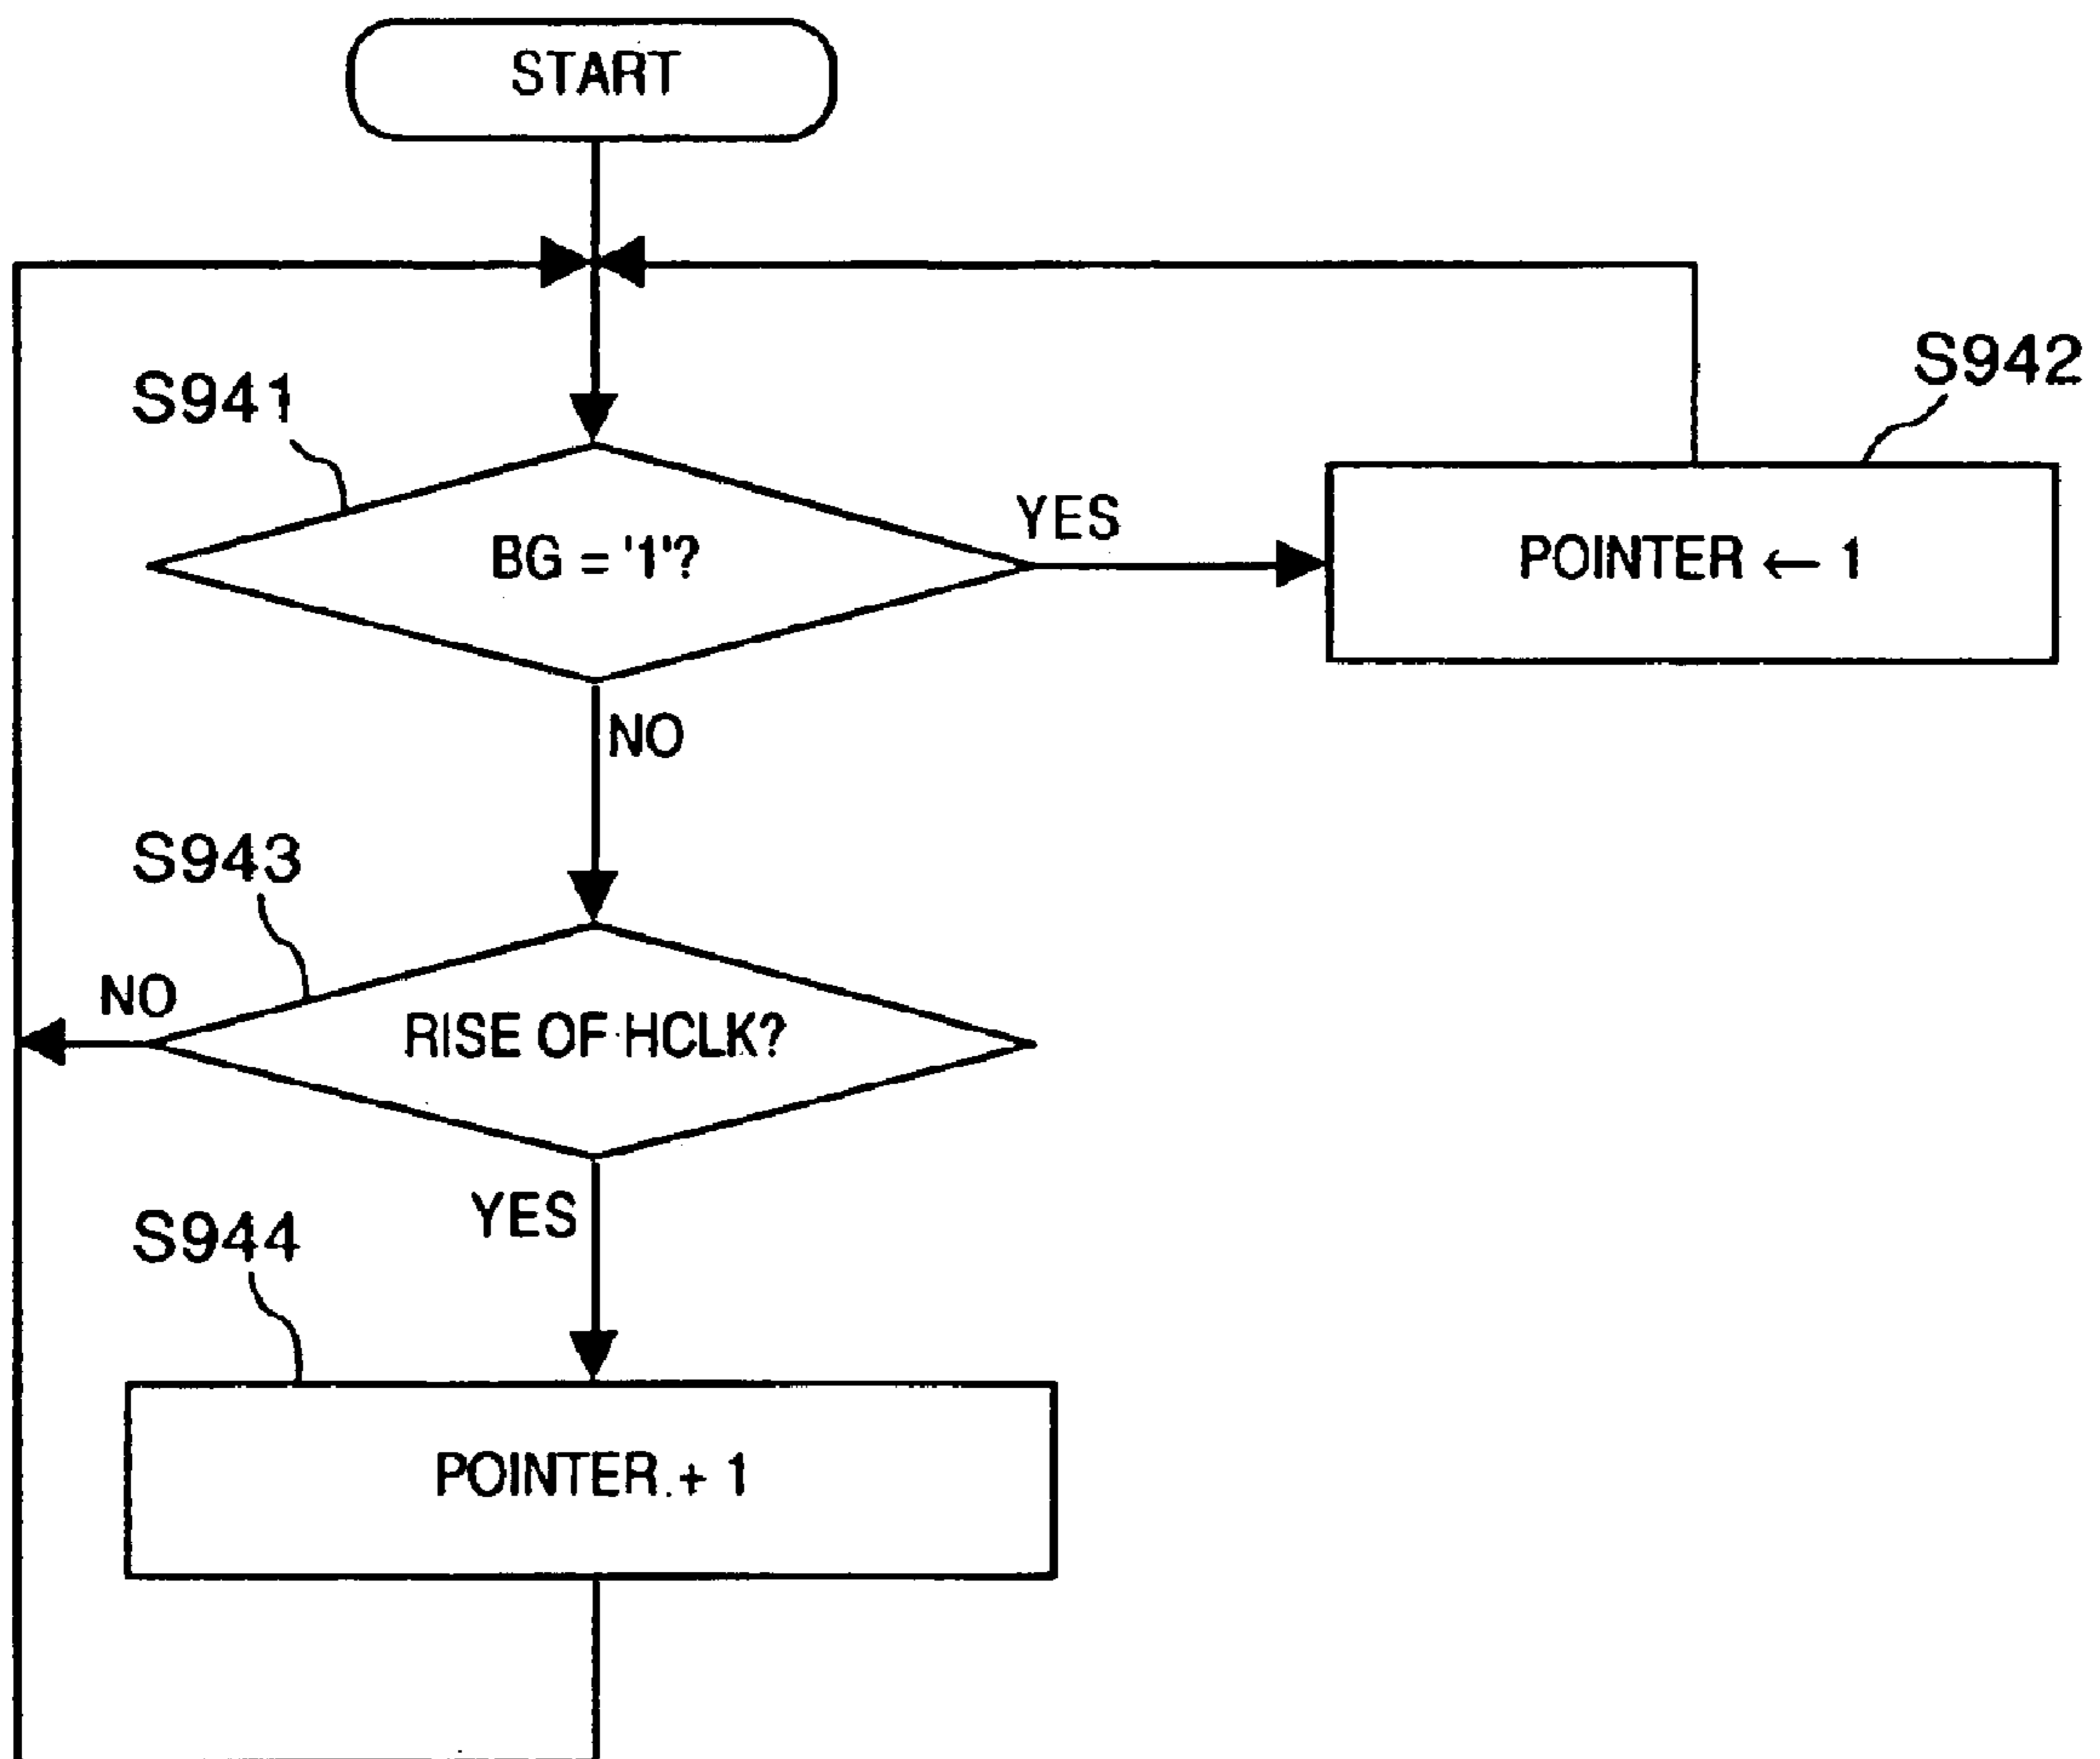 START
S941
S942
BG = '1'?
YES
POINTER ← 1
NO
S943
NO
RISE OF HCLK?
YES
S944
POINTER + 1